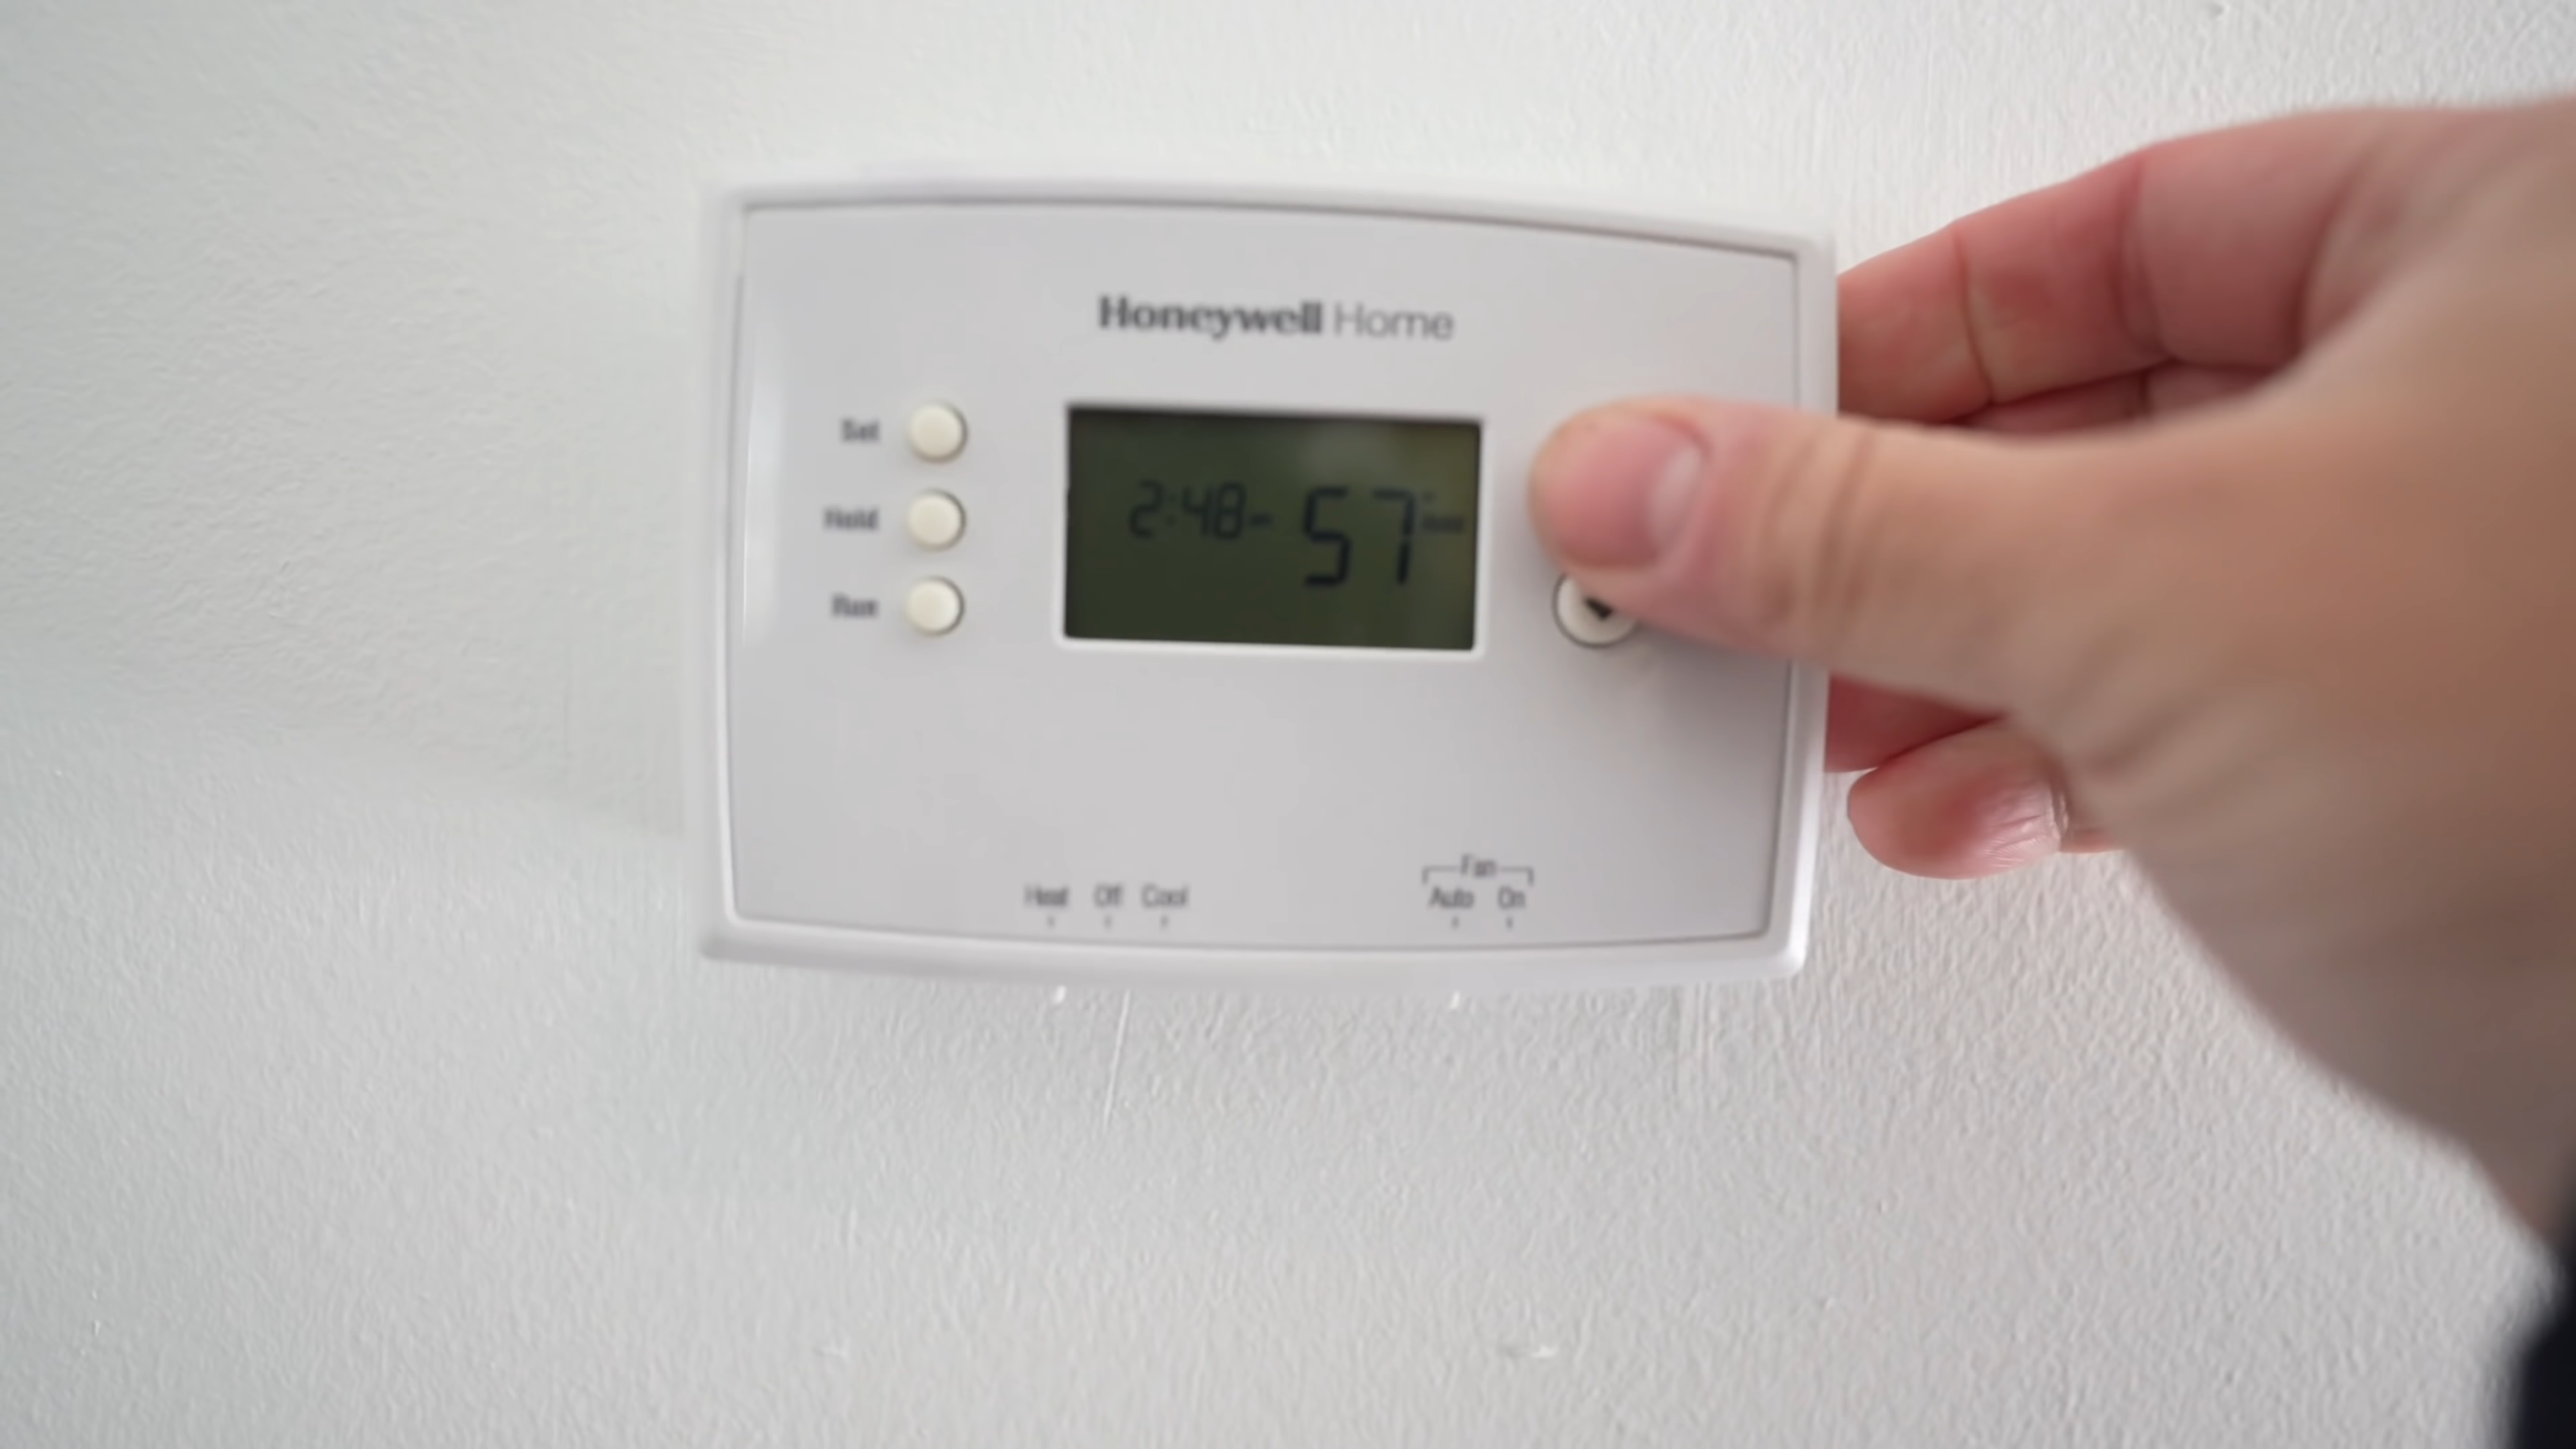 Honeywell Home
Set
Hold
Run
2:48 57°
Fan
Heat Off Cool
Auto On